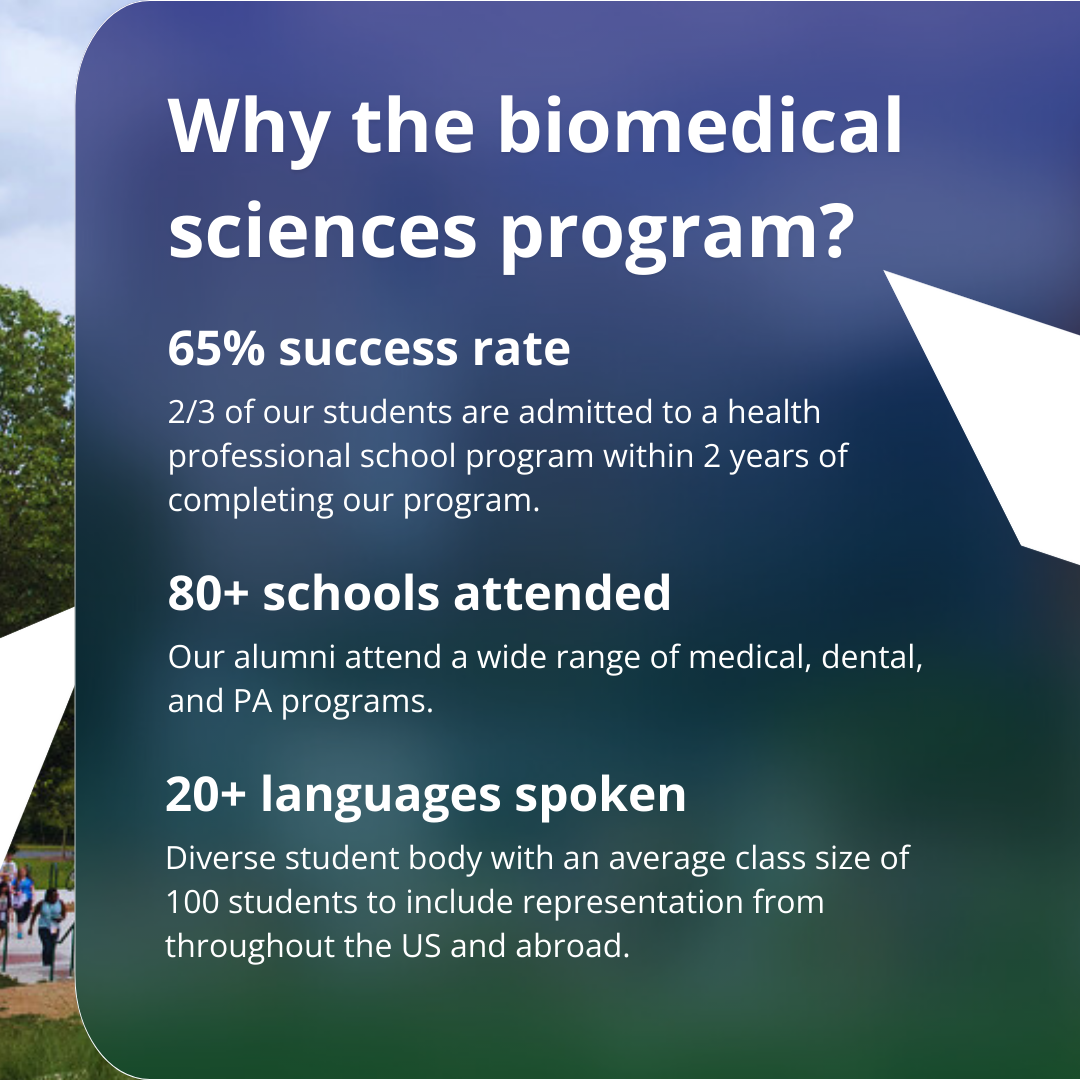 Why the biomedical
sciences program?
65% success rate
2/3 of our students are admitted to a health
professional school program within 2 years of
completing our program.
80+ schools attended
Our alumni attend a wide range of medical, dental,
and PA programs.
20+ languages spoken
Diverse student body with an average class size of
100 students to include representation from
throughout the US and abroad.